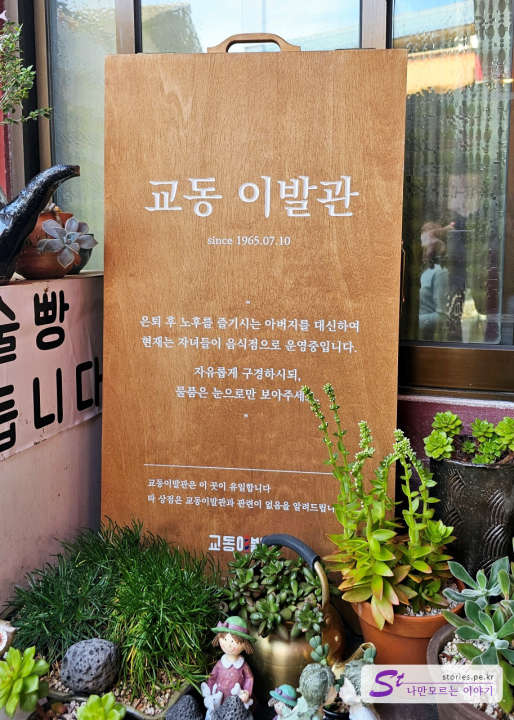 교동 이발관
since 1965.07.10
은퇴 후 노후를 즐기시는 아버지를 대신하여
현재는 자녀들이 음식점으로 운영중입니다.
자유롭게 구경하시되,
물품은 눈으로만 보아주세
교동이발관은 이 곳이 유일합니다
타 상점은 교동이발관과 관련이 없음을 알려드립니
교동이
술빵
듭니다
St
stories.pe.kr
나만모르는 이야기